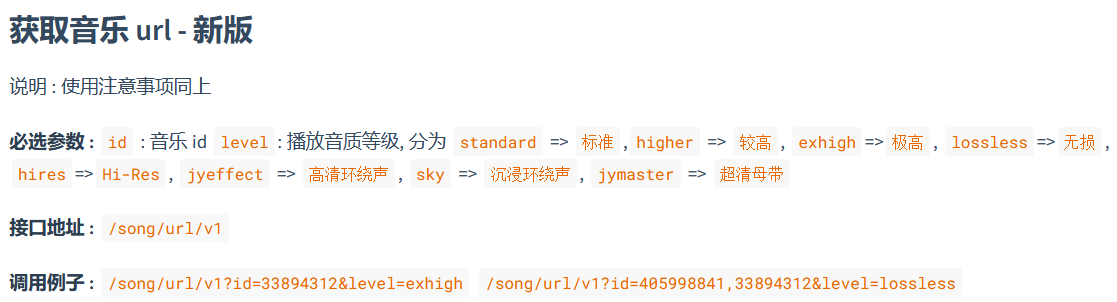 获取音乐 url - 新版
说明 : 使用注意事项同上
必选参数 : id : 音乐 id level : 播放音质等级, 分为 standard => 标准 , higher => 较高 , exhigh => 极高 , lossless => 无损 ,
hires => Hi-Res , jyeffect => 高清环绕声 , sky => 沉浸环绕声 , jymaster => 超清母带
接口地址 : /song/url/v1
调用例子 : /song/url/v1?id=33894312&level=exhigh /song/url/v1?id=405998841,33894312&level=lossless